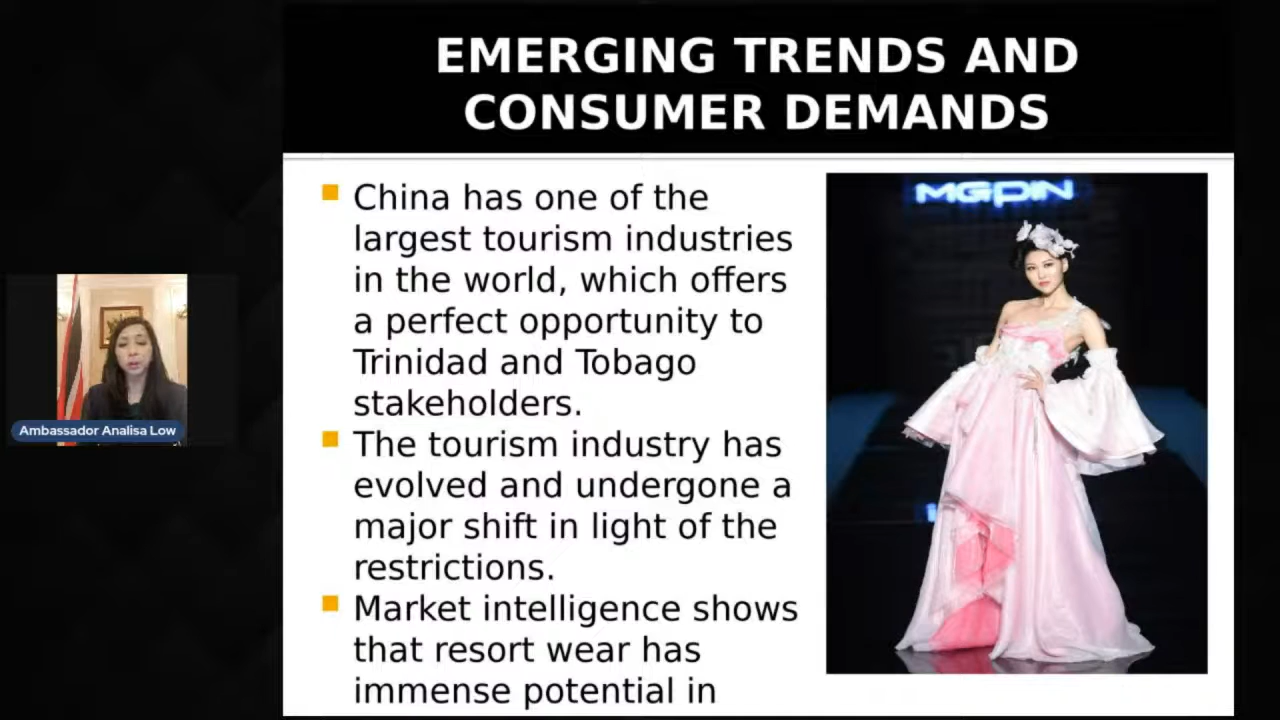 EMERGING TRENDS AND
CONSUMER DEMANDS
China has one of the
largest tourism industries
in the world, which offers
a perfect opportunity to
Trinidad and Tobago
stakeholders.
The tourism industry has
evolved and undergone a
major shift in light of the
restrictions.
Market intelligence shows
that resort wear has
immense potential in
MGPIN
Ambassador Analisa Low